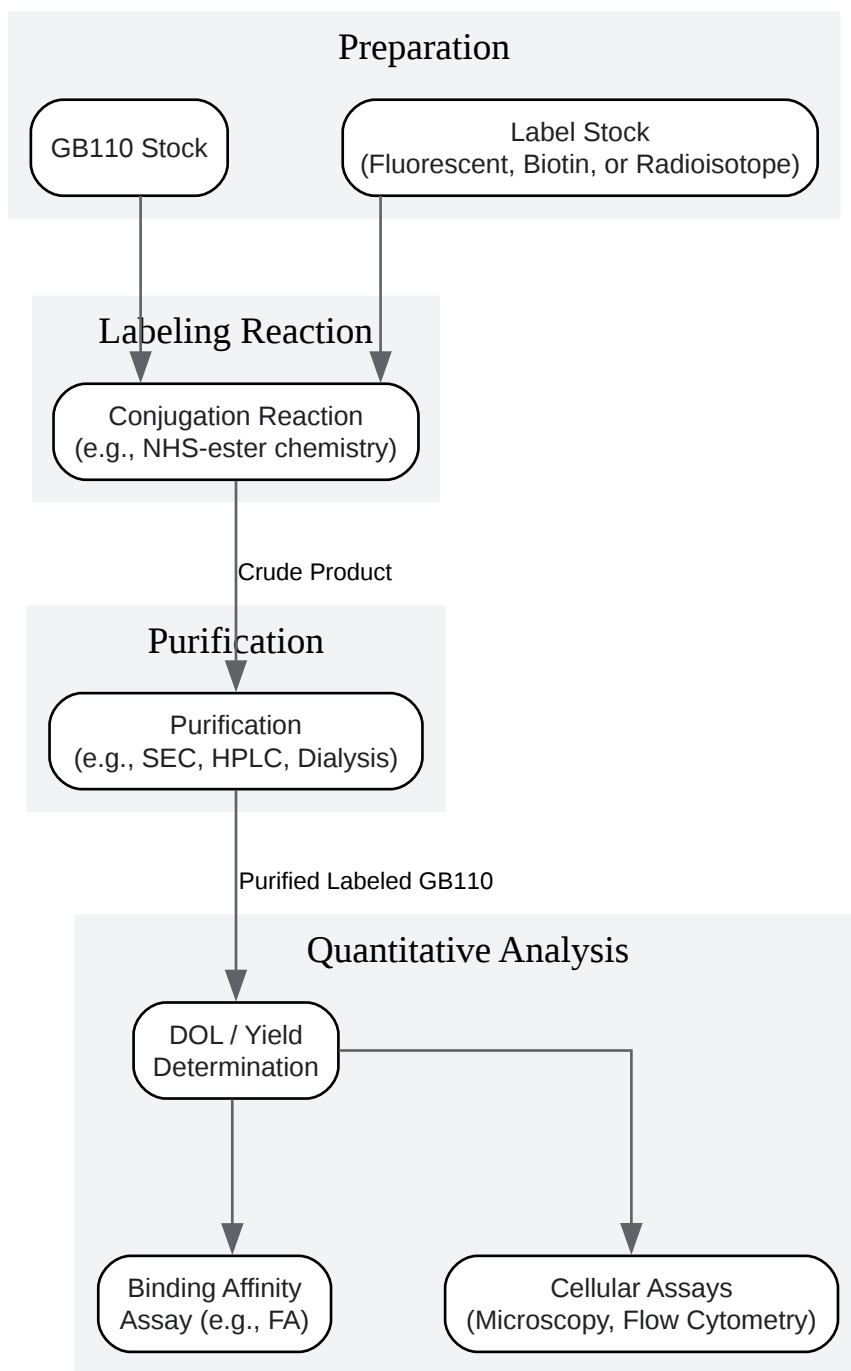 Preparation
GB110 Stock
Label Stock
(Fluorescent, Biotin, or Radioisotope)
Labeling Reaction
Conjugation Reaction
(e.g., NHS-ester chemistry)
Crude Product
Purification
Purification
(e.g., SEC, HPLC, Dialysis)
Purified Labeled GB110
Quantitative Analysis
DOL / Yield
Determination
Binding Affinity
Assay (e.g., FA)
Cellular Assays
(Microscopy, Flow Cytometry)